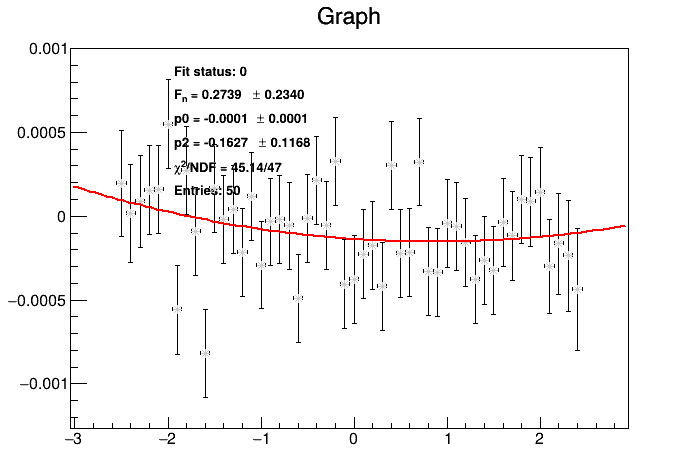 Graph
0.001
0.0005
0
−0.0005
−0.001
Fit status: 0
Fn = 0.2739 ± 0.2340
p0 = -0.0001 ± 0.0001
p2 = -0.1627 ± 0.1168
χ²/NDF = 45.14/47
Entries: 50
−3 −2 −1 0 1 2